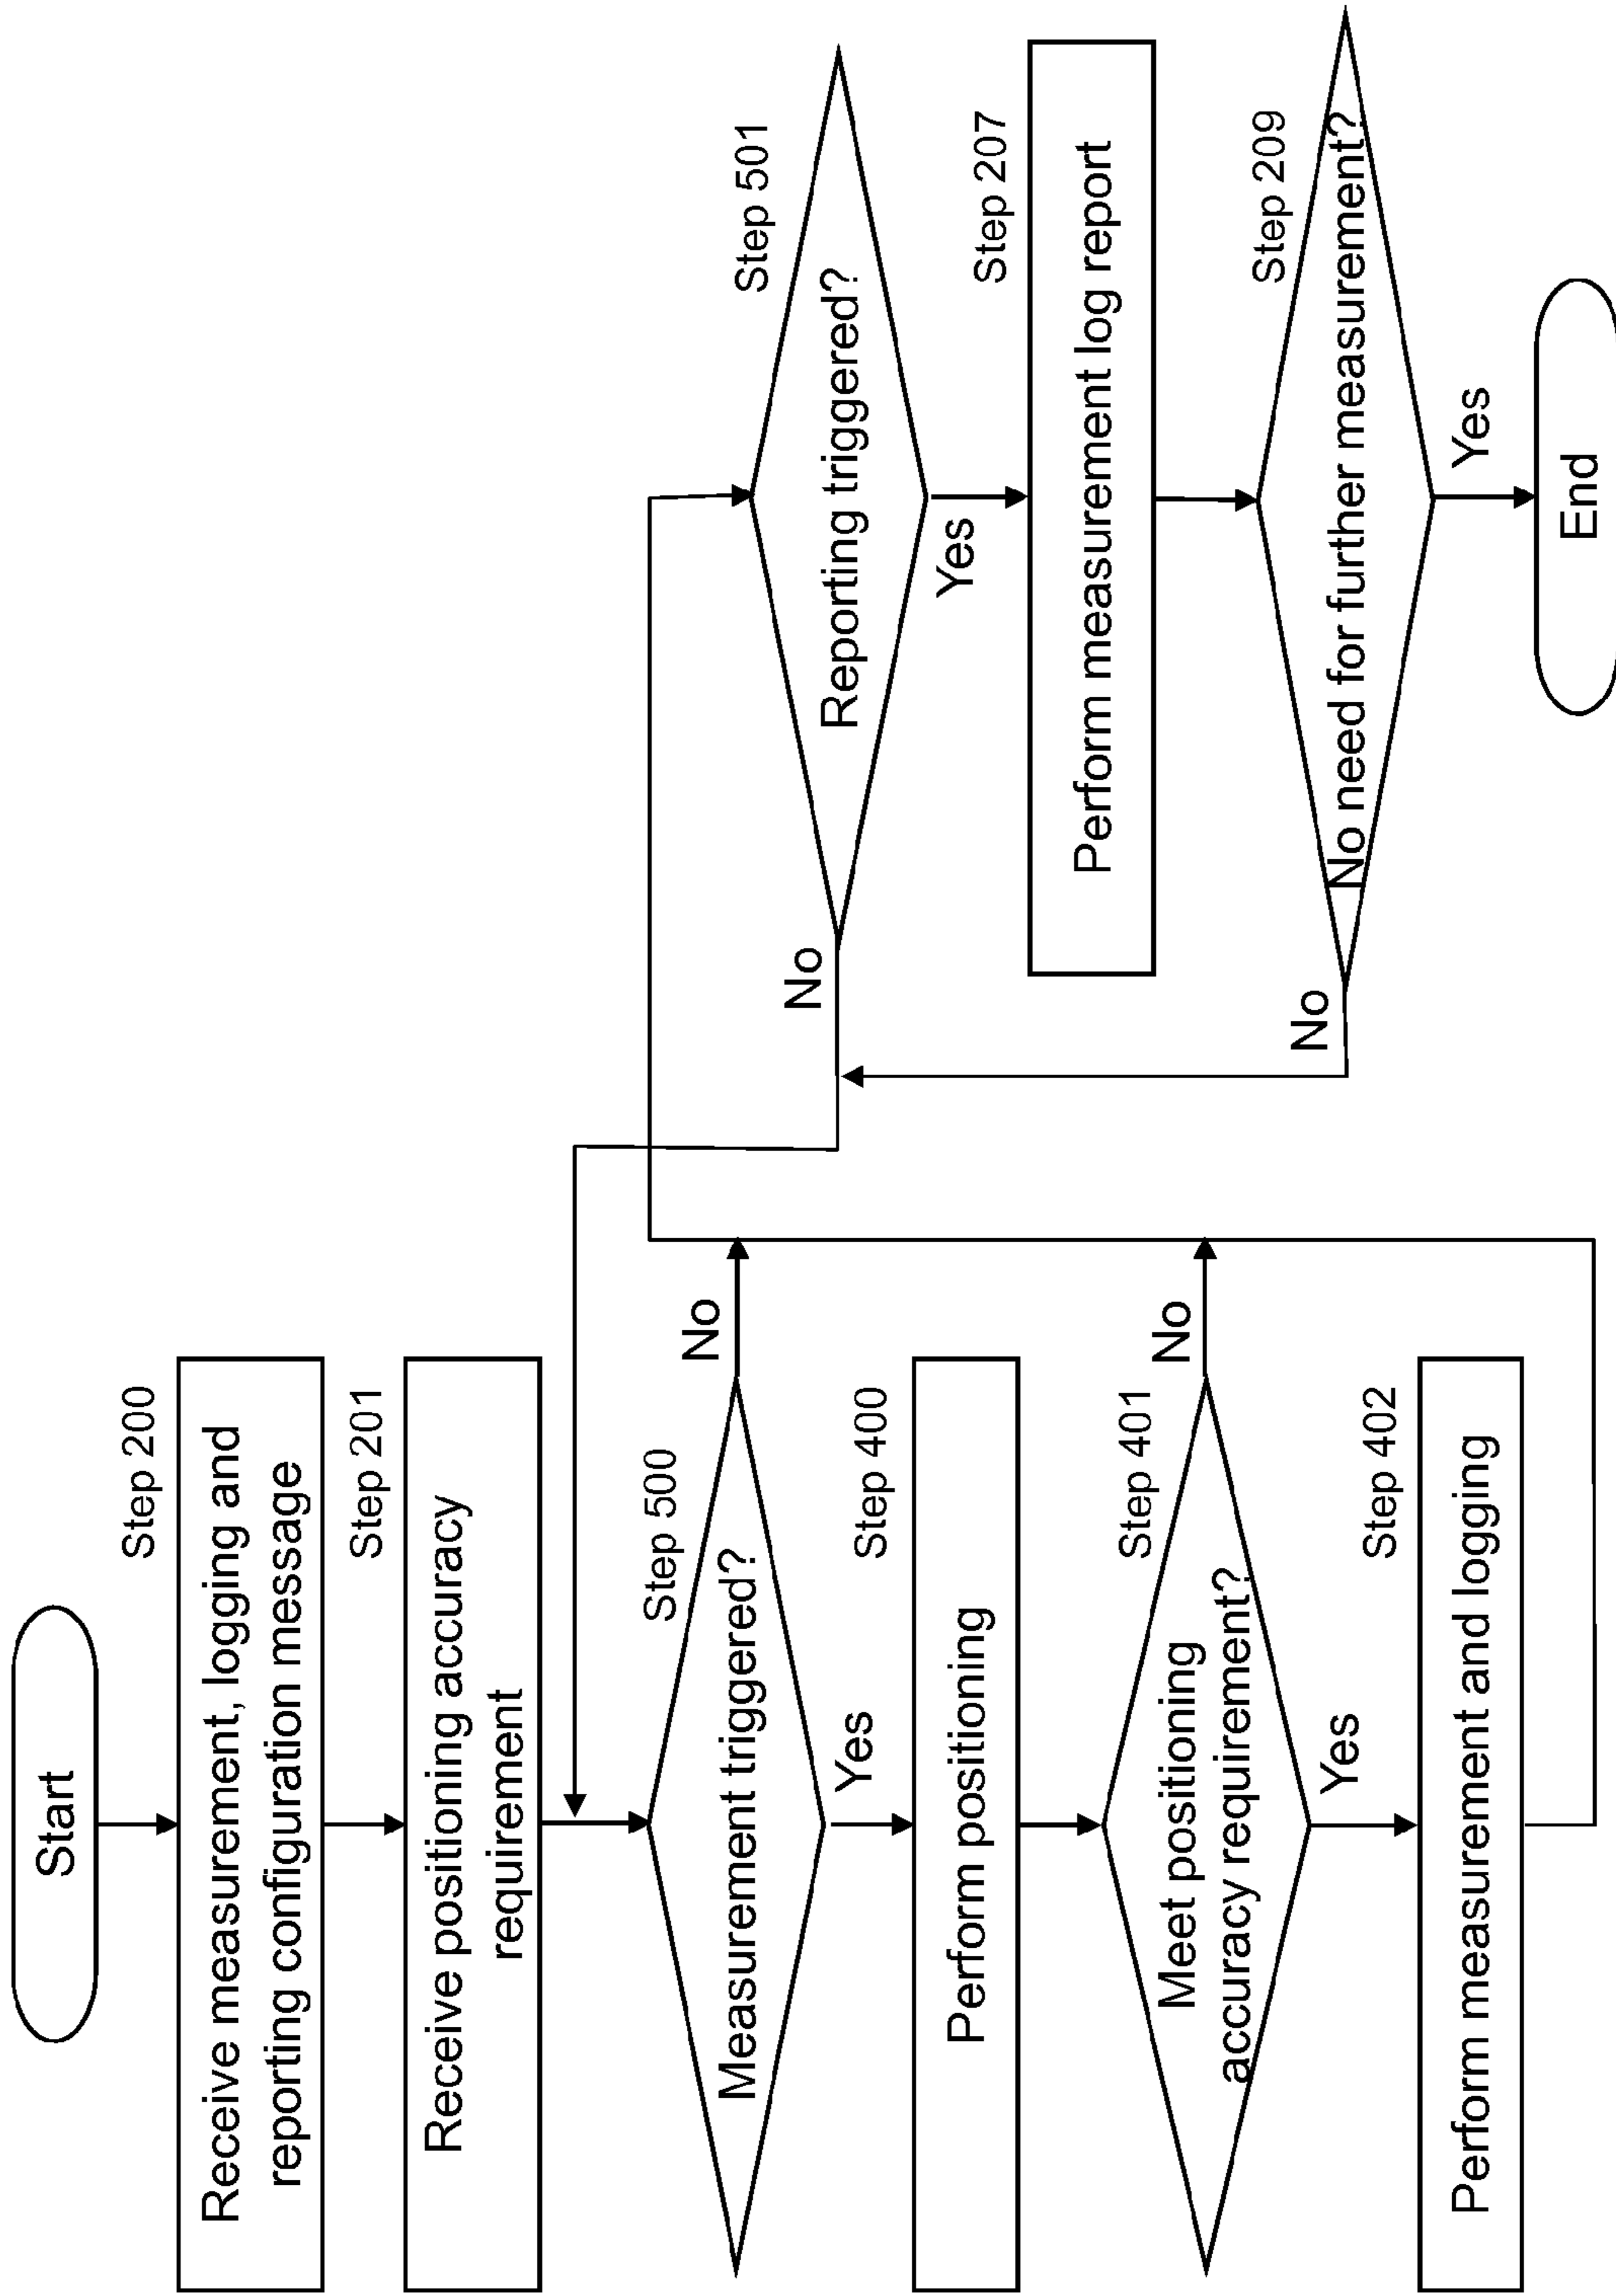 Start
Step 200
Receive measurement, logging and
reporting configuration message
Step 201
Receive positioning accuracy
requirement
Step 500
Measurement triggered?
No
Yes
Step 400
Perform positioning
Step 401
Meet positioning
accuracy requirement?
No
Yes
Step 402
Perform measurement and logging
Step 501
Reporting triggered?
No
Yes
Step 207
Perform measurement log report
Step 209
No need for further measurement?
No
Yes
End